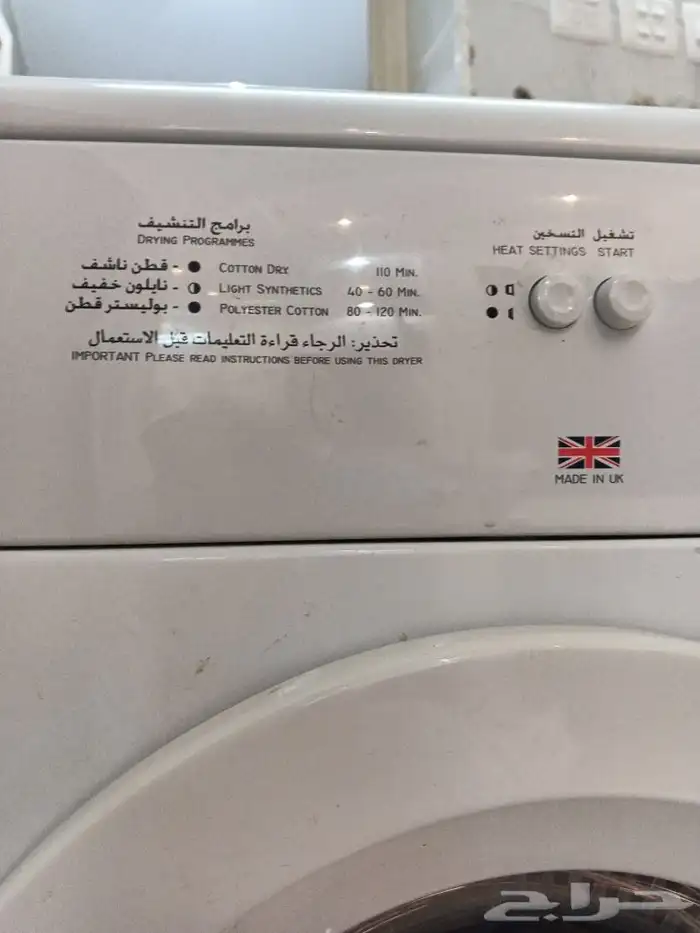 برامج التنشيف
DRYING PROGRAMMES
قطن ناشف - ● COTTON DRY 110 MIN.
نايلون خفيف - ◑ LIGHT SYNTHETICS 40 - 60 MIN.
بوليستر قطن - ● POLYESTER COTTON 80 - 120 MIN.
تحذير: الرجاء قراءة التعليمات قبل الاستعمال
IMPORTANT PLEASE READ INSTRUCTIONS BEFORE USING THIS DRYER
تشغيل التسخين
HEAT SETTINGS START
MADE IN UK
حراج